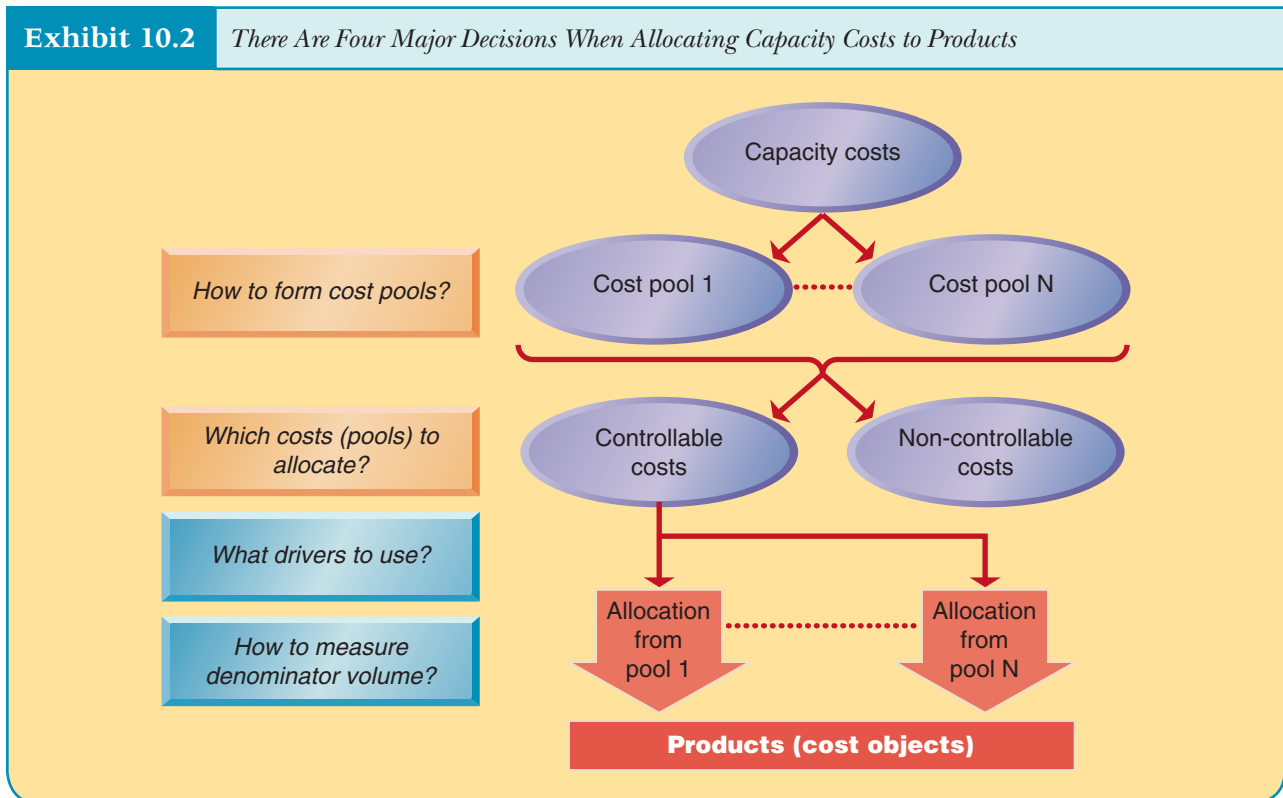 Exhibit 10.2
There Are Four Major Decisions When Allocating Capacity Costs to Products
Capacity costs
How to form cost pools?
Cost pool 1
Cost pool N
Which costs (pools) to
allocate?
Controllable
costs
Non-controllable
costs
What drivers to use?
How to measure
denominator volume?
Allocation
from
pool 1
Allocation
from
pool N
Products (cost objects)